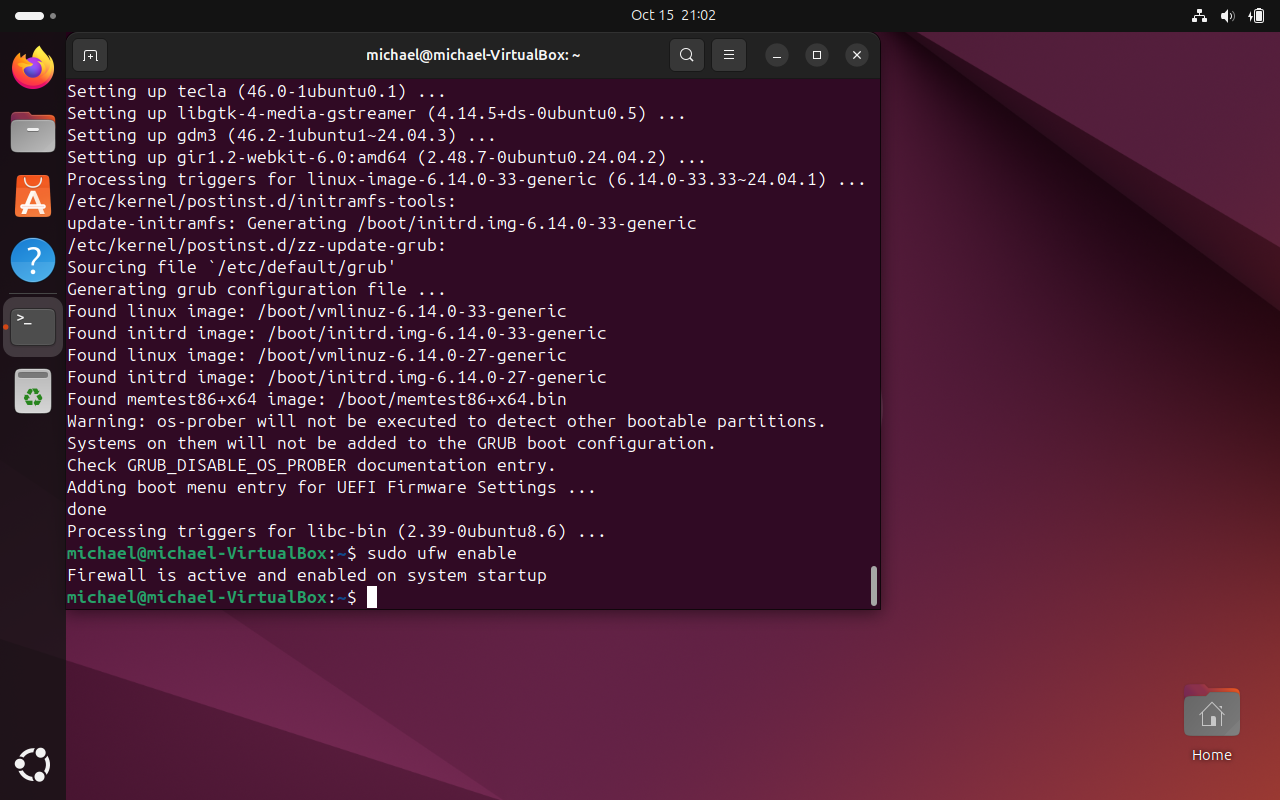 Oct 15 21:02
michael@michael-VirtualBox: ~
Setting up tecla (46.0-1ubuntu0.1) ...
Setting up libgtk-4-media-gstreamer (4.14.5+ds-0ubuntu0.5) ...
Setting up gdm3 (46.2-1ubuntu1~24.04.3) ...
Setting up gir1.2-webkit-6.0:amd64 (2.48.7-0ubuntu0.24.04.2) ...
Processing triggers for linux-image-6.14.0-33-generic (6.14.0-33.33~24.04.1) ...
/etc/kernel/postinst.d/initramfs-tools:
update-initramfs: Generating /boot/initrd.img-6.14.0-33-generic
/etc/kernel/postinst.d/zz-update-grub:
Sourcing file `/etc/default/grub'
Generating grub configuration file ...
Found linux image: /boot/vmlinuz-6.14.0-33-generic
Found initrd image: /boot/initrd.img-6.14.0-33-generic
Found linux image: /boot/vmlinuz-6.14.0-27-generic
Found initrd image: /boot/initrd.img-6.14.0-27-generic
Found memtest86+x64 image: /boot/memtest86+x64.bin
Warning: os-prober will not be executed to detect other bootable partitions.
Systems on them will not be added to the GRUB boot configuration.
Check GRUB_DISABLE_OS_PROBER documentation entry.
Adding boot menu entry for UEFI Firmware Settings ...
done
Processing triggers for libc-bin (2.39-0ubuntu8.6) ...
michael@michael-VirtualBox:~$ sudo ufw enable
Firewall is active and enabled on system startup
michael@michael-VirtualBox:~$
Home